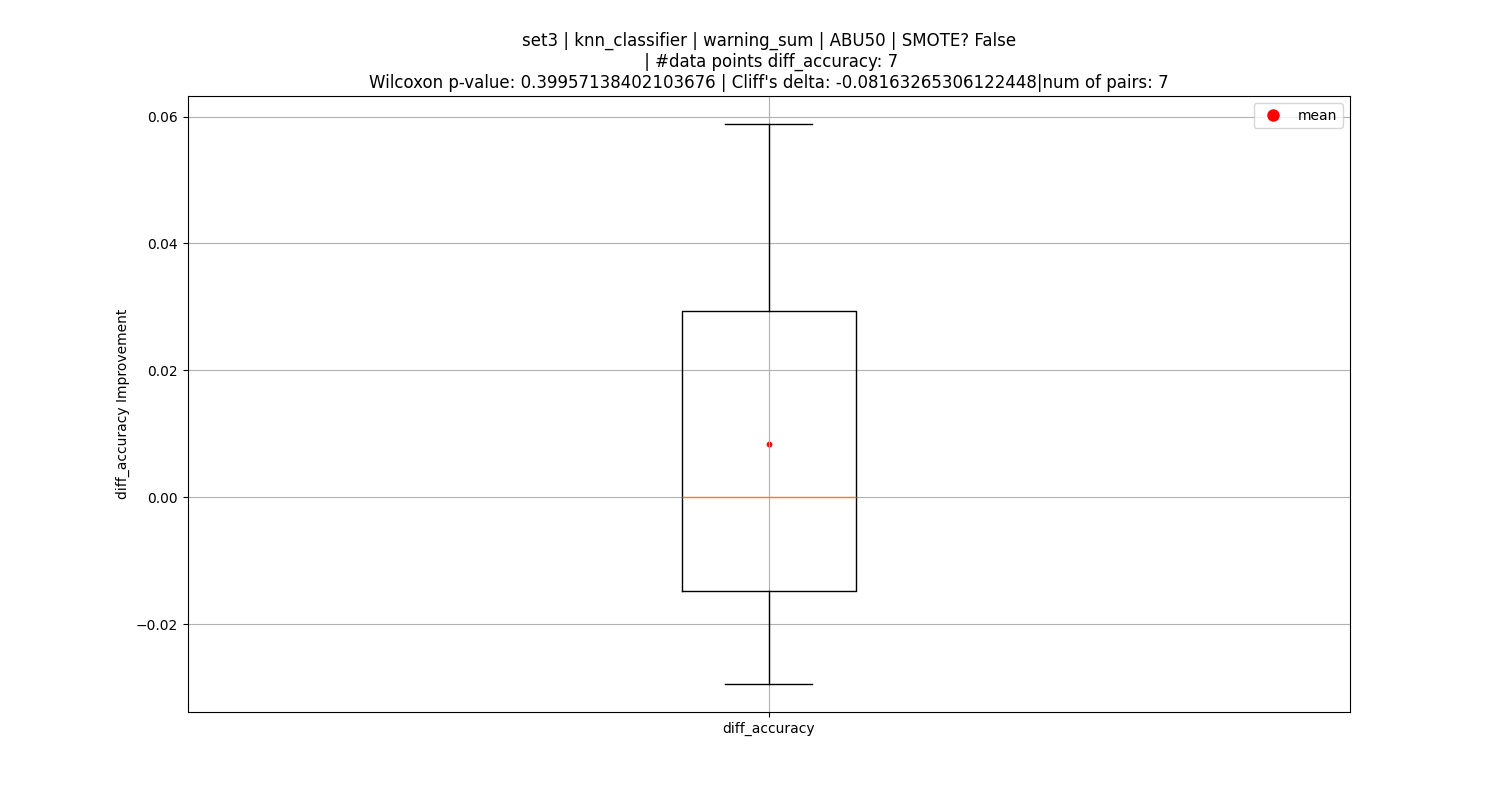 set3 | knn_classifier | warning_sum | ABU50 | SMOTE? False
| #data points diff_accuracy: 7
Wilcoxon p-value: 0.39957138402103676 | Cliff's delta: -0.08163265306122448|num of pairs: 7
mean
0.06
0.04
0.02
0.00
−0.02
diff_accuracy Improvement
diff_accuracy